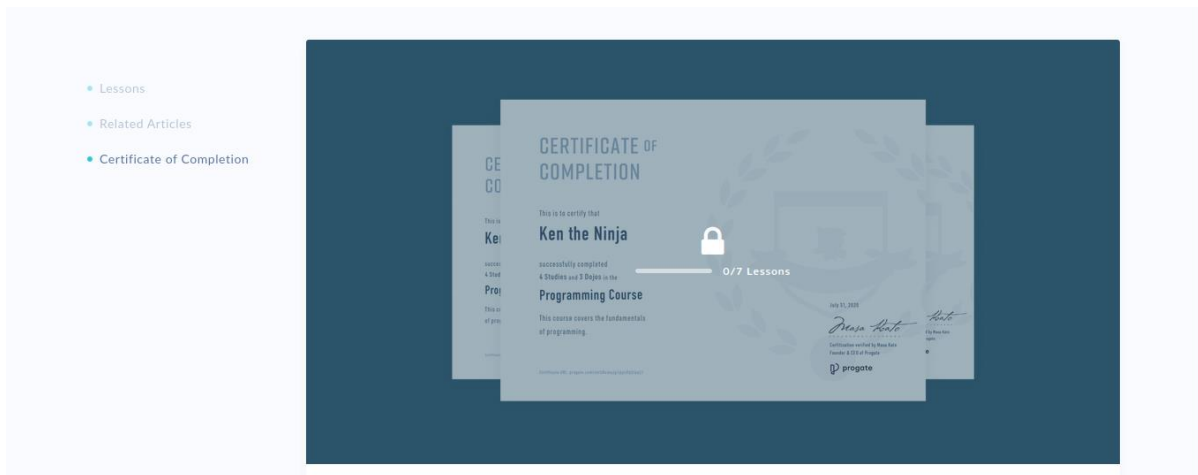 Lessons
Related Articles
Certificate of Completion
CERTIFICATE OF
COMPLETION
This is to certify that
Ken the Ninja
successfully completed
4 Studies and 3 Dojos in the
Programming Course
This course covers the fundamentals
of programming.
0/7 Lessons
July 31, 2020
Certification verified by Masa Kato
Founder & CEO of Progate
progate